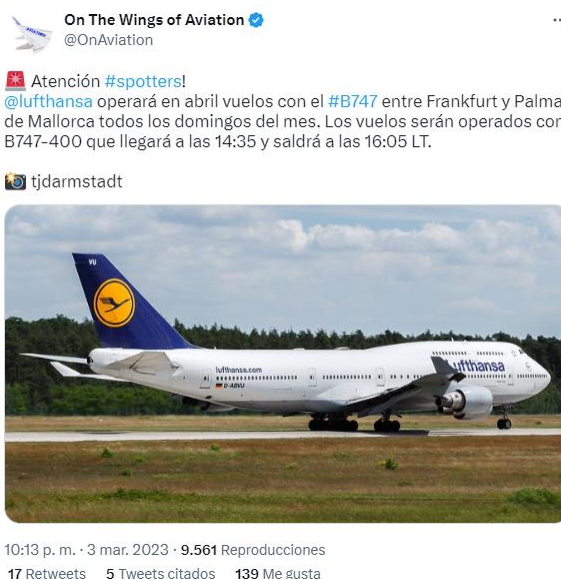 On The Wings of Aviation
@OnAviation
Atención #spotters!
@lufthansa operará en abril vuelos con el #B747 entre Frankfurt y Palma
de Mallorca todos los domingos del mes. Los vuelos serán operados con
B747-400 que llegará a las 14:35 y saldrá a las 16:05 LT.
tjdarmstadt
VU
lufthansa.com
Lufthansa
D-ABVU
10:13 p. m. · 3 mar. 2023 · 9.561 Reproducciones
17 Retweets 5 Tweets citados 139 Me gusta